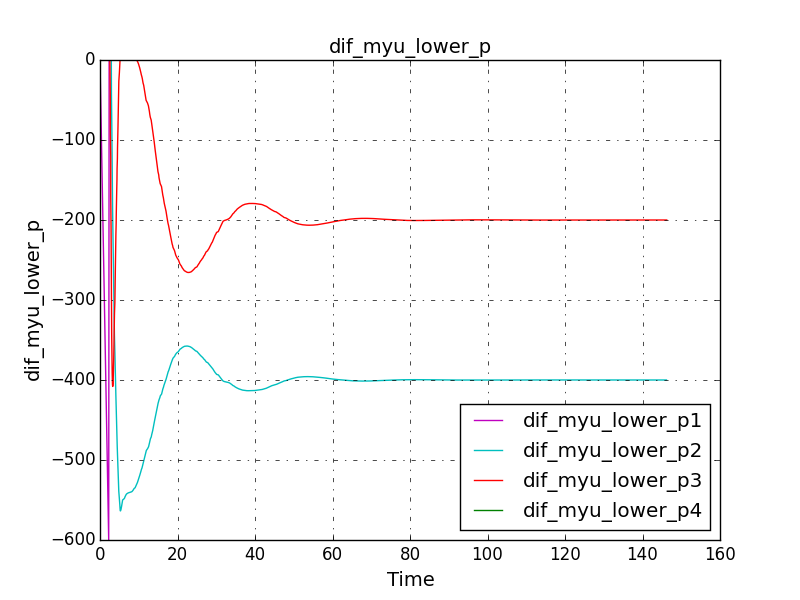 dif_myu_lower_p
0
−100
−200
−300
−400
−500
−600
dif_myu_lower_p
dif_myu_lower_p1
dif_myu_lower_p2
dif_myu_lower_p3
dif_myu_lower_p4
0 20 40 60 80 100 120 140 160
Time